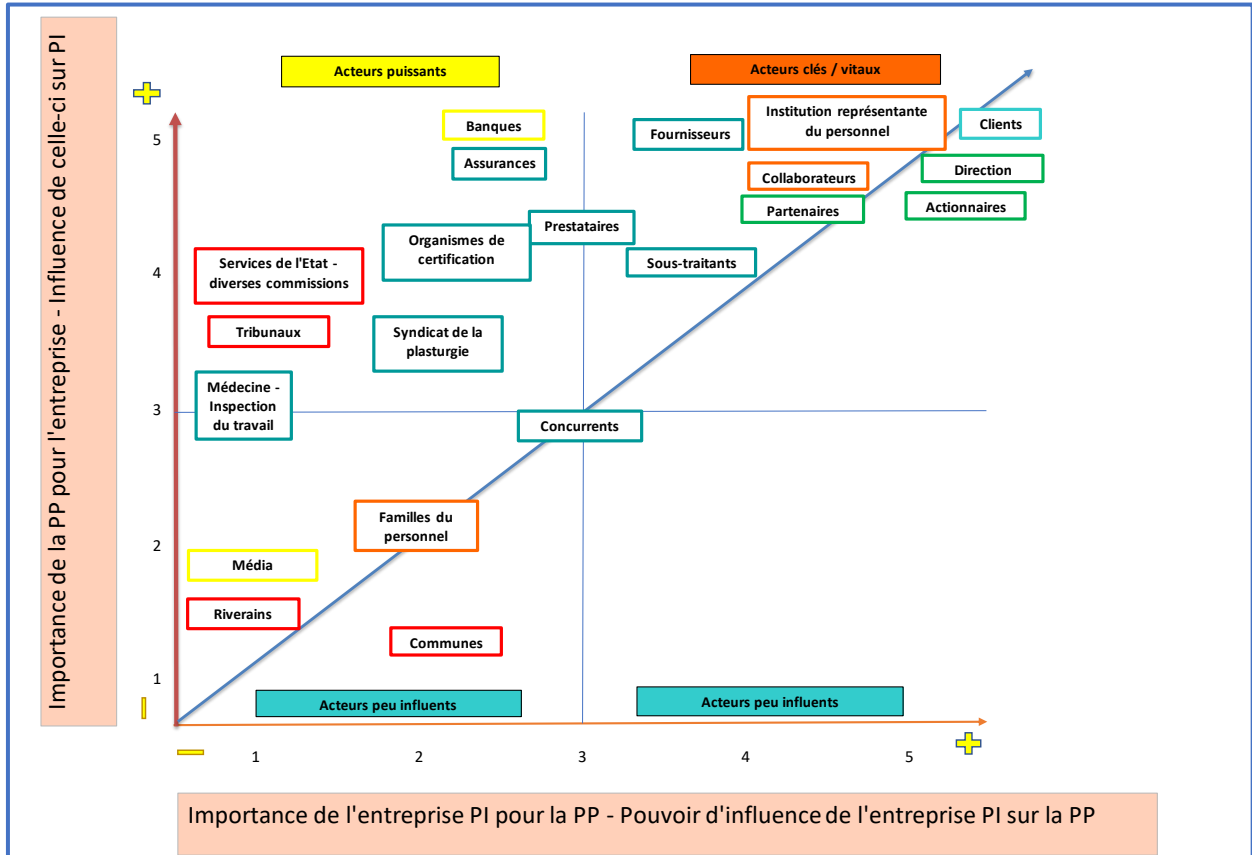 Acteurs puissants
Acteurs clés / vitaux
Importance de la PP pour l'entreprise - Influence de celle-ci sur PI
5
Banques
Assurances
Fournisseurs
Institution représentante
du personnel
Clients
Collaborateurs
Direction
Partenaires
Actionnaires
Prestataires
Organismes de
certification
Sous-traitants
4
Services de l'Etat -
diverses commissions
Tribunaux
Syndicat de la
plasturgie
3
Médecine -
Inspection
du travail
Concurrents
Familles du
personnel
2
Média
Riverains
Communes
1
Acteurs peu influents
Acteurs peu influents
1 2 3 4 5
Importance de l'entreprise PI pour la PP - Pouvoir d'influence de l'entreprise PI sur la PP